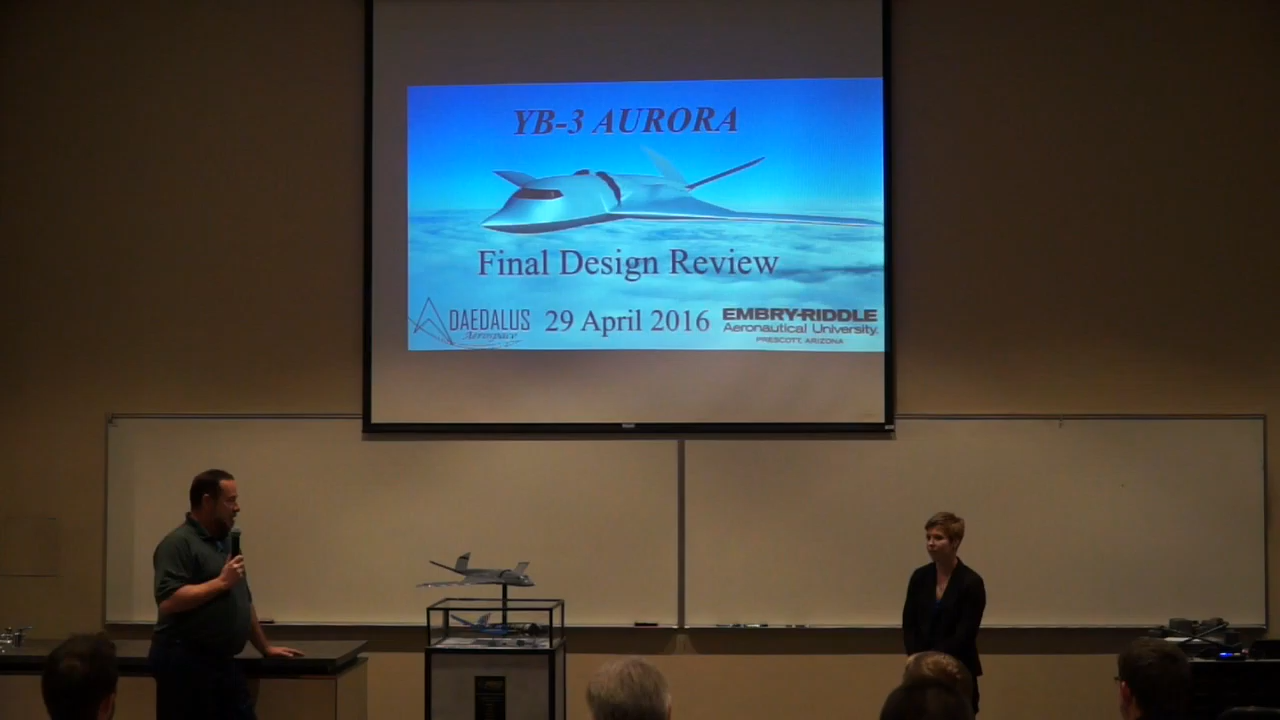 YB-3 AURORA
Final Design Review
DAEDALUS
Aerospace
29 April 2016
EMBRY-RIDDLE
Aeronautical University.
PRESCOTT, ARIZONA